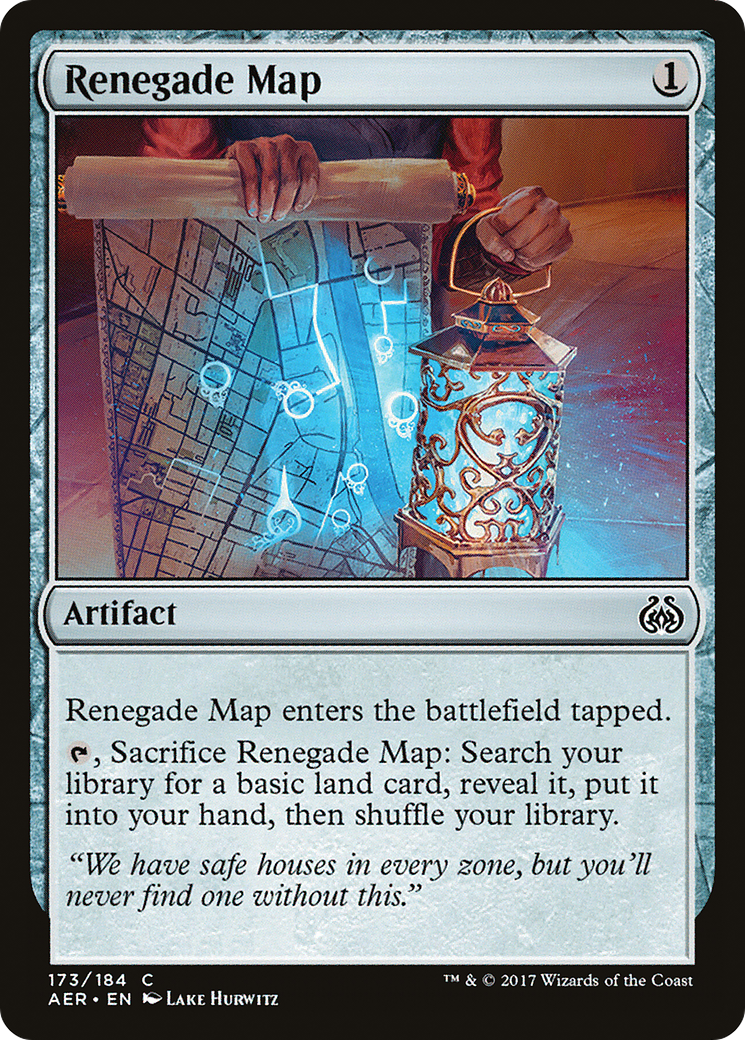 Renegade Map 1
Artifact
Renegade Map enters the battlefield tapped.
, Sacrifice Renegade Map: Search your
library for a basic land card, reveal it, put it
into your hand, then shuffle your library.
“We have safe houses in every zone, but you’ll
never find one without this.”
173/184 C
™ & © 2017 Wizards of the Coast
AER • EN Lake Hurwitz